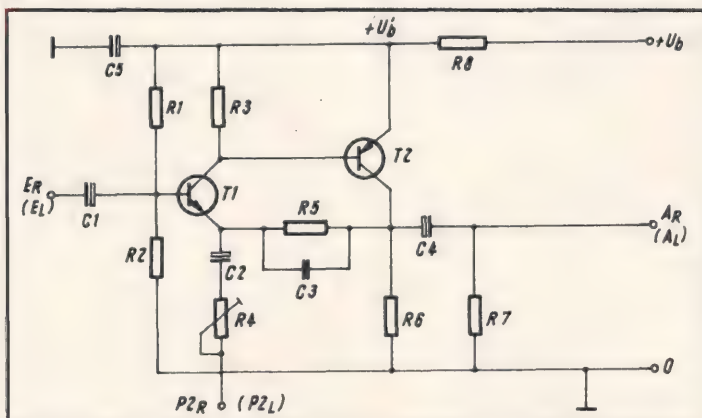 +U'b
+Ub
C5
R8
R1
R3
T2
ER
(EL)
T1
AR
(AL)
C1
R5
C4
R2
C2
C3
R4
R6
R7
0
P2R (P2L)